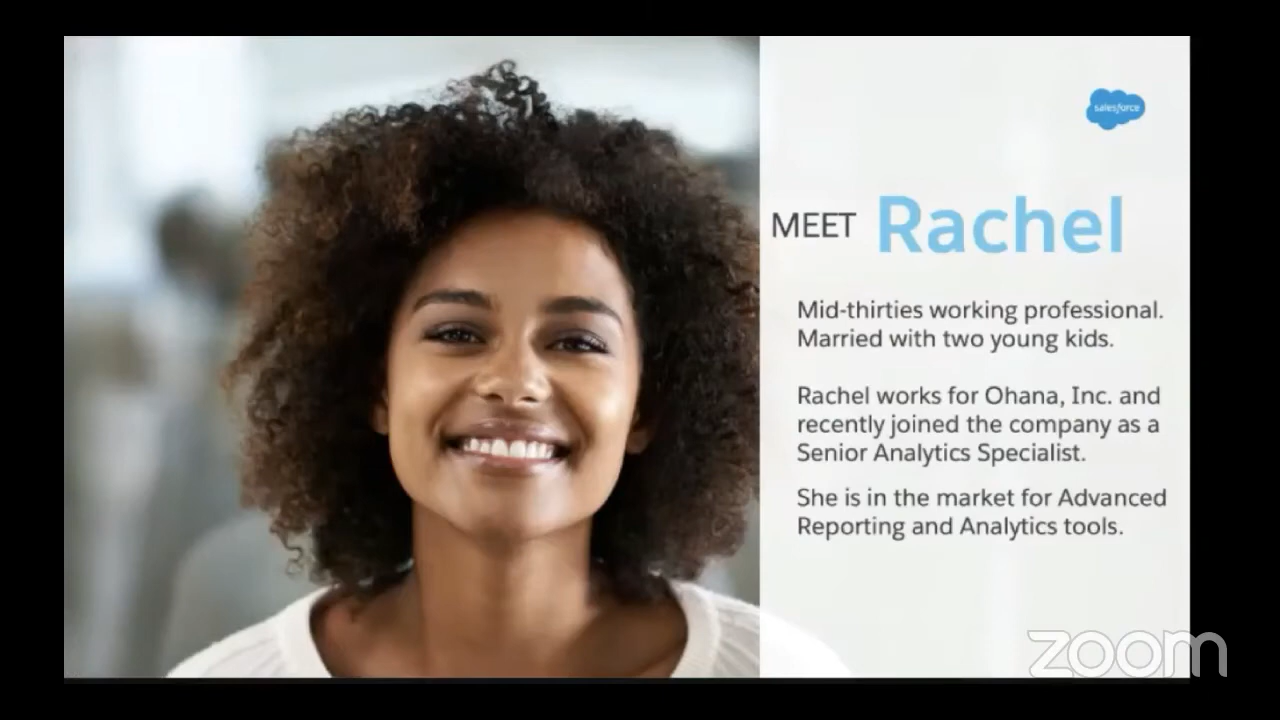 salesforce
MEET Rachel
Mid-thirties working professional.
Married with two young kids.
Rachel works for Ohana, Inc. and
recently joined the company as a
Senior Analytics Specialist.
She is in the market for Advanced
Reporting and Analytics tools.
zoom